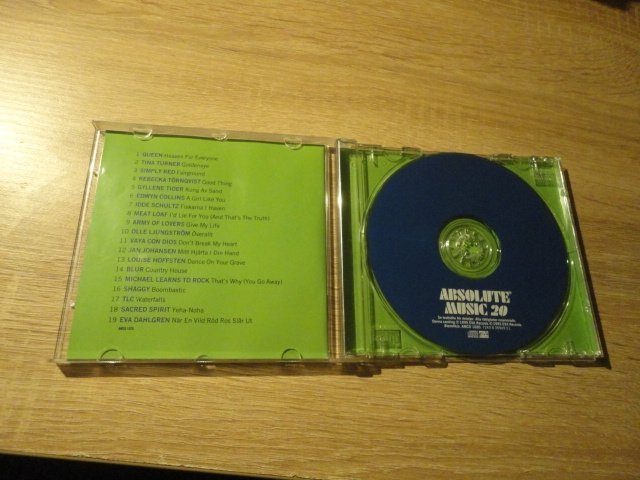 1 QUEEN Heaven For Everyone
2 TINA TURNER Goldeneye
3 SIMPLY RED Fairground
4 REBECKA TÖRNQVIST Good Thing
5 GYLLENE TIDER Kung Av Sand
6 EDWYN COLLINS A Girl Like You
7 IDDE SCHULTZ Fiskarna I Haven
8 MEAT LOAF I'd Lie For You (And That's The Truth)
9 ARMY OF LOVERS Give My Life
10 OLLE LJUNGSTRÖM Överallt
11 VAYA CON DIOS Don't Break My Heart
12 JAN JOHANSEN Mitt Hjärta I Din Hand
13 LOUISE HOFFSTEN Dance On Your Grave
14 BLUR Country House
15 MICHAEL LEARNS TO ROCK That's Why (You Go Away)
16 SHAGGY Boombastic
17 TLC Waterfalls
18 SACRED SPIRIT Yeha-Noha
19 EVA DAHLGREN När En Vild Röd Ros Slår Ut
ABSOLUTE
MUSIC 20